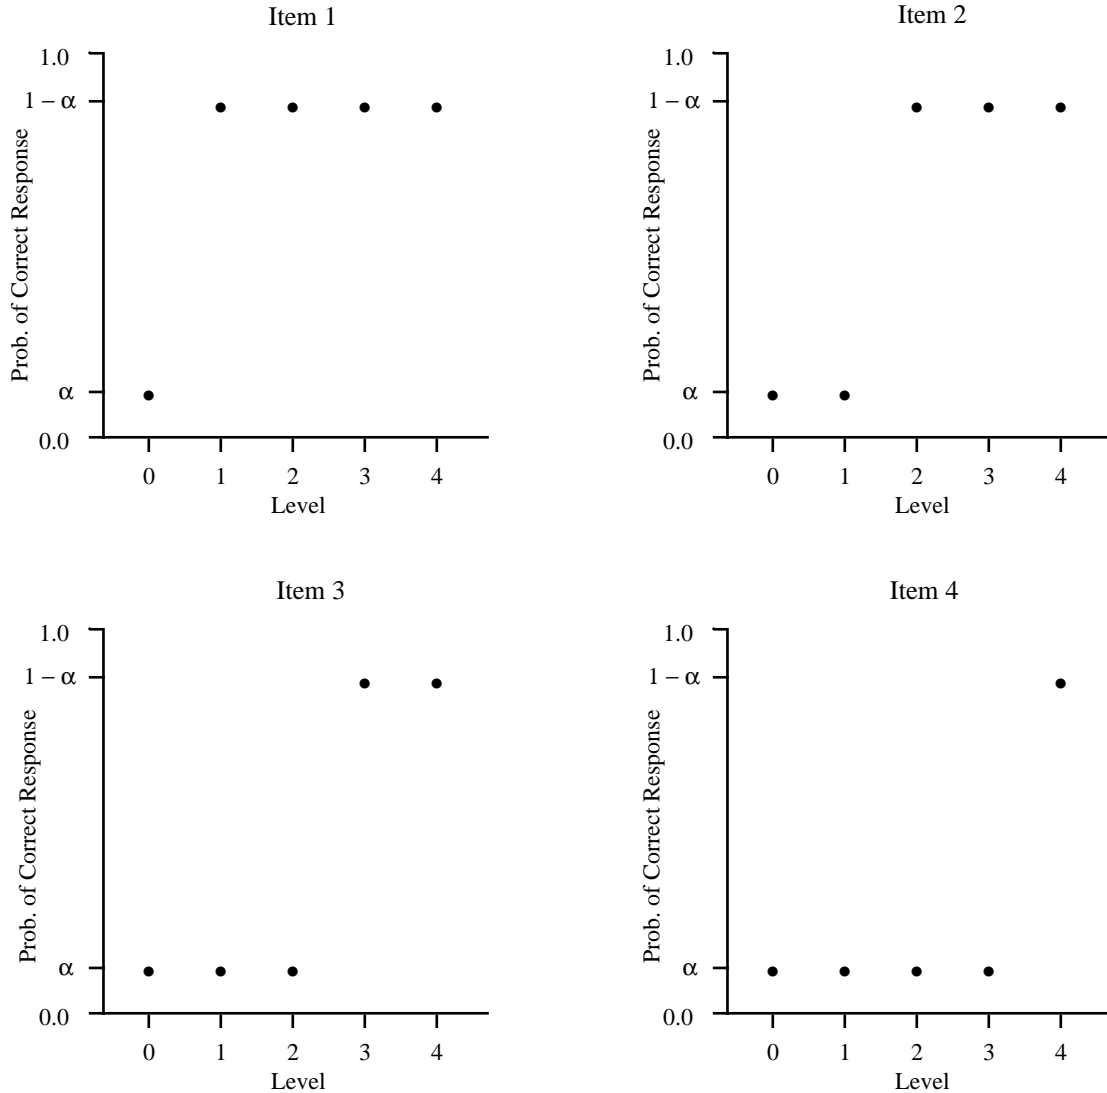 Item 1
1.0
1 – α
Prob. of Correct Response
α
0.0
0 1 2 3 4
Level
Item 2
1.0
1 – α
Prob. of Correct Response
α
0.0
0 1 2 3 4
Level
Item 3
1.0
1 – α
Prob. of Correct Response
α
0.0
0 1 2 3 4
Level
Item 4
1.0
1 – α
Prob. of Correct Response
α
0.0
0 1 2 3 4
Level